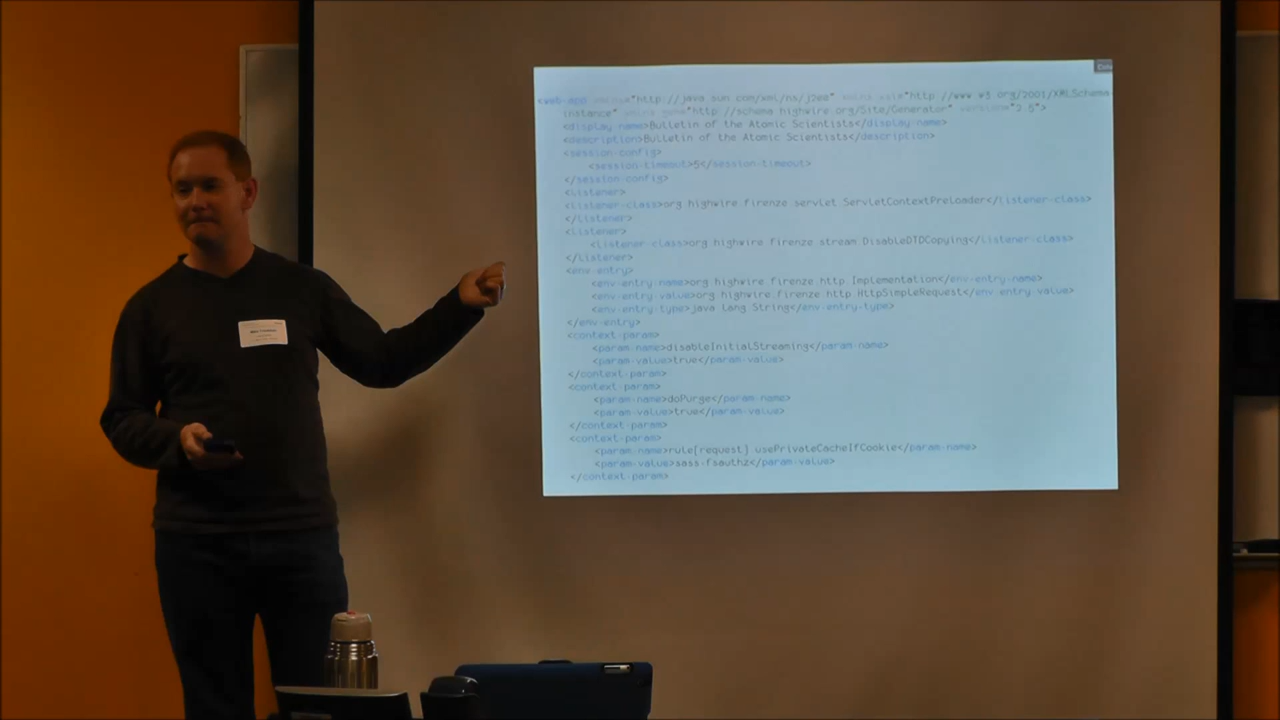 <web-app xmlns="http://java.sun.com/xml/ns/j2ee" xmlns:xsi="http://www.w3.org/2001/XMLSchema-
instance" "http://schema.highwire.org/Site/Generator" version="2.5">
<display-name>Bulletin of the Atomic Scientists</display-name>
<description>Bulletin of the Atomic Scientists</description>
<session-config>
<session-timeout>5</session-timeout>
</session-config>
<listener>
<listener-class>org.highwire.firenze.servlet.ServletContextPreLoader</listener-class>
</listener>
<listener>
<listener-class>org.highwire.firenze.stream.DisableDTDCopying</listener-class>
</listener>
<env-entry>
<env-entry-name>org.highwire.firenze.http.Implementation</env-entry-name>
<env-entry-value>org.highwire.firenze.http.HttpSimpleRequest</env-entry-value>
<env-entry-type>java.lang.String</env-entry-type>
</env-entry>
<context-param>
<param-name>disableInitialStreaming</param-name>
<param-value>true</param-value>
</context-param>
<context-param>
<param-name>doPurge</param-name>
<param-value>true</param-value>
</context-param>
<context-param>
<param-name>rule[request].usePrivateCacheIfCookie</param-name>
<param-value>sass-fsauthz</param-value>
</context-param>